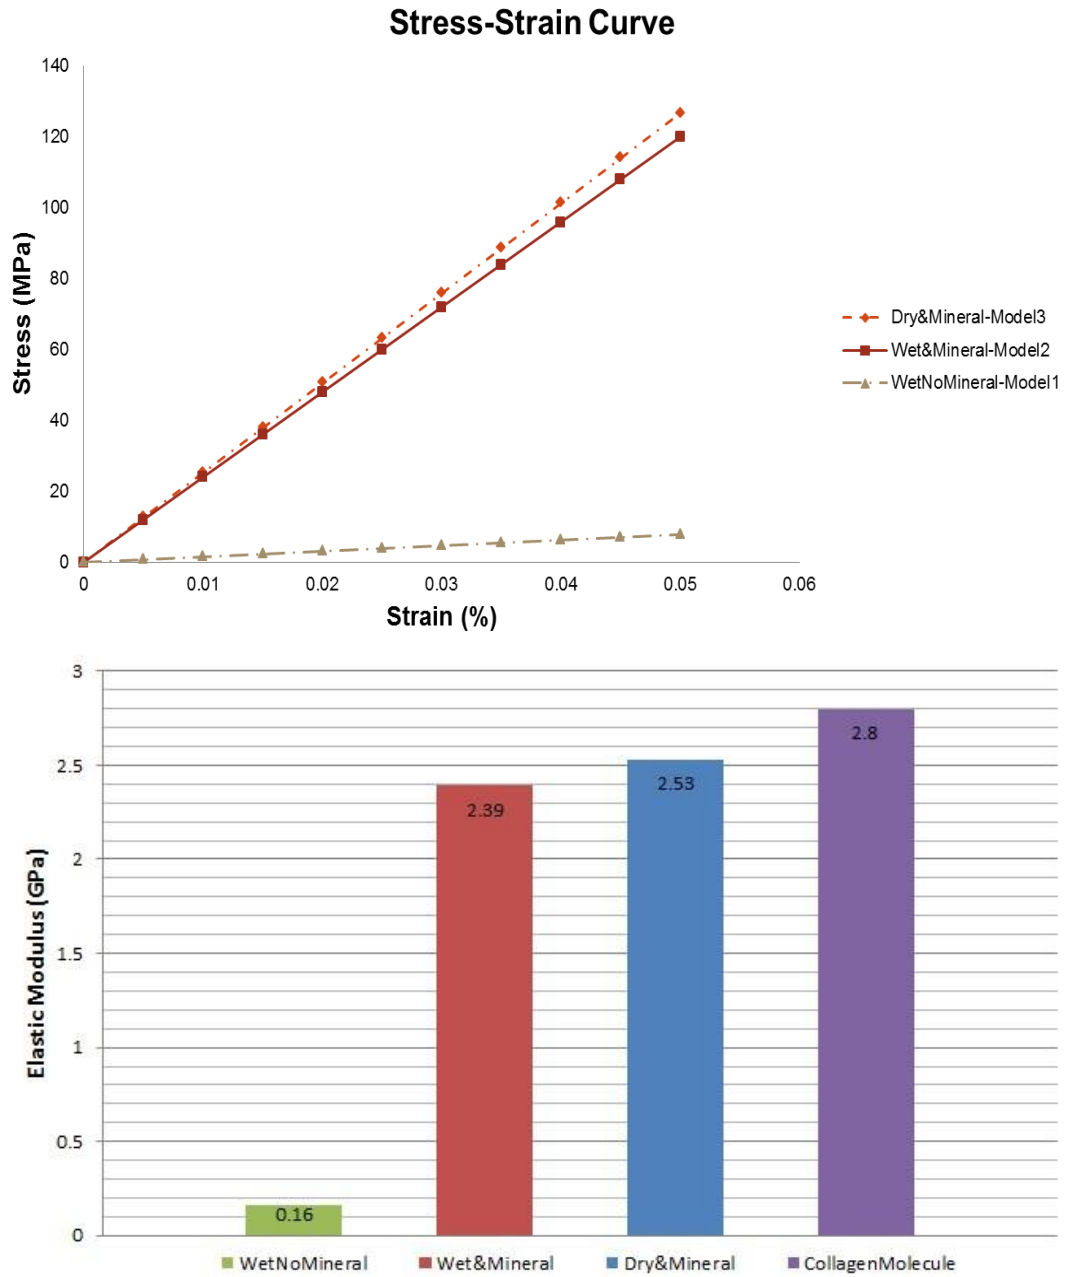 Stress-Strain Curve
140
120
100
80
60
40
20
0
Stress (MPa)
0 0.01 0.02 0.03 0.04 0.05 0.06
Strain (%)
Dry&Mineral-Model3
Wet&Mineral-Model2
WetNoMineral-Model1
3
2.5
2
1.5
1
0.5
0
Elastic Modulus (GPa)
0.16
2.39
2.53
2.8
WetNoMineral Wet&Mineral Dry&Mineral CollagenMolecule